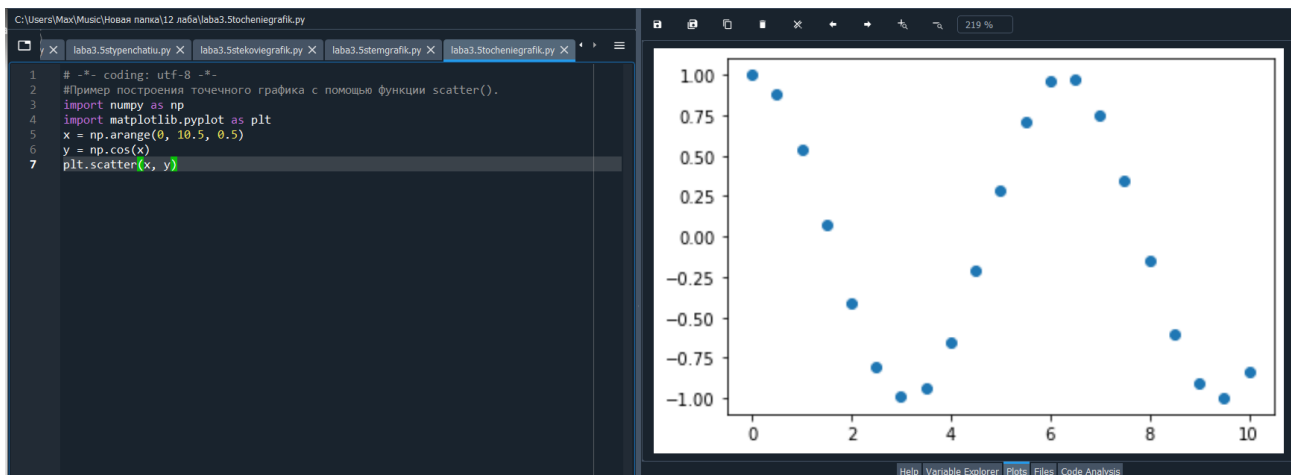 C:\Users\Max\Music\Новая папка\12 лаба\laba3.5tocheniegrafik.py
y laba3.5stypenchatiu.py laba3.5stekoviegrafik.py laba3.5stemgrafik.py laba3.5tocheniegrafik.py
219 %
1 # -*- coding: utf-8 -*-
2 #Пример построения точечного графика с помощью функции scatter().
3 import numpy as np
4 import matplotlib.pyplot as plt
5 x = np.arange(0, 10.5, 0.5)
6 y = np.cos(x)
7 plt.scatter(x, y)
1.00
0.75
0.50
0.25
0.00
−0.25
−0.50
−0.75
−1.00
0 2 4 6 8 10
Help Variable Explorer Plots Files Code Analysis